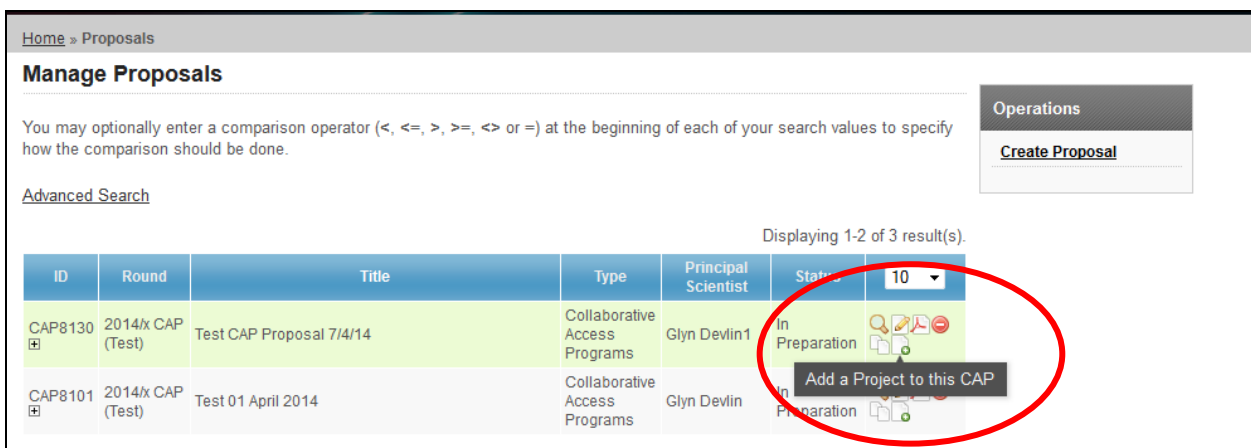 Home » Proposals
Manage Proposals
You may optionally enter a comparison operator (<, <=, >, >=, <> or =) at the beginning of each of your search values to specify
how the comparison should be done.
Advanced Search
Operations
Create Proposal
Displaying 1-2 of 3 result(s).
ID Round Title Type Principal Scientist Status 10
CAP8130 2014/x CAP (Test) Test CAP Proposal 7/4/14 Collaborative Access Programs Glyn Devlin1 In Preparation
Add a Project to this CAP
CAP8101 2014/x CAP (Test) Test 01 April 2014 Collaborative Access Programs Glyn Devlin In Preparation